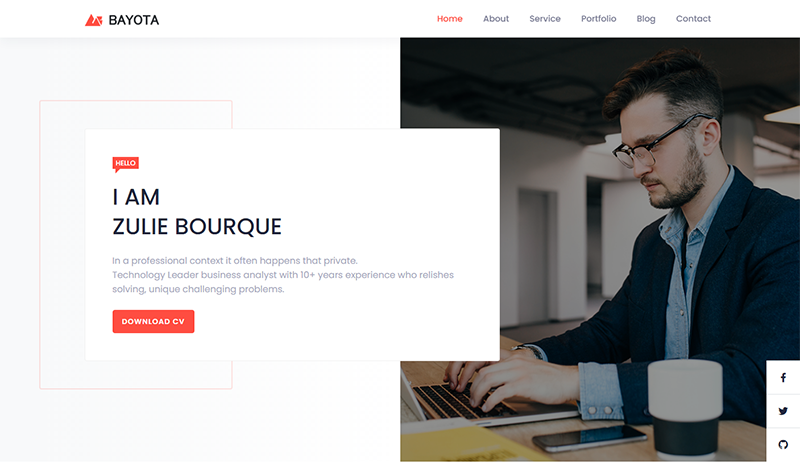 BAYOTA
Home About Service Portfolio Blog Contact
HELLO
I AM
ZULIE BOURQUE
In a professional context it often happens that private.
Technology Leader business analyst with 10+ years experience who relishes
solving, unique challenging problems.
DOWNLOAD CV